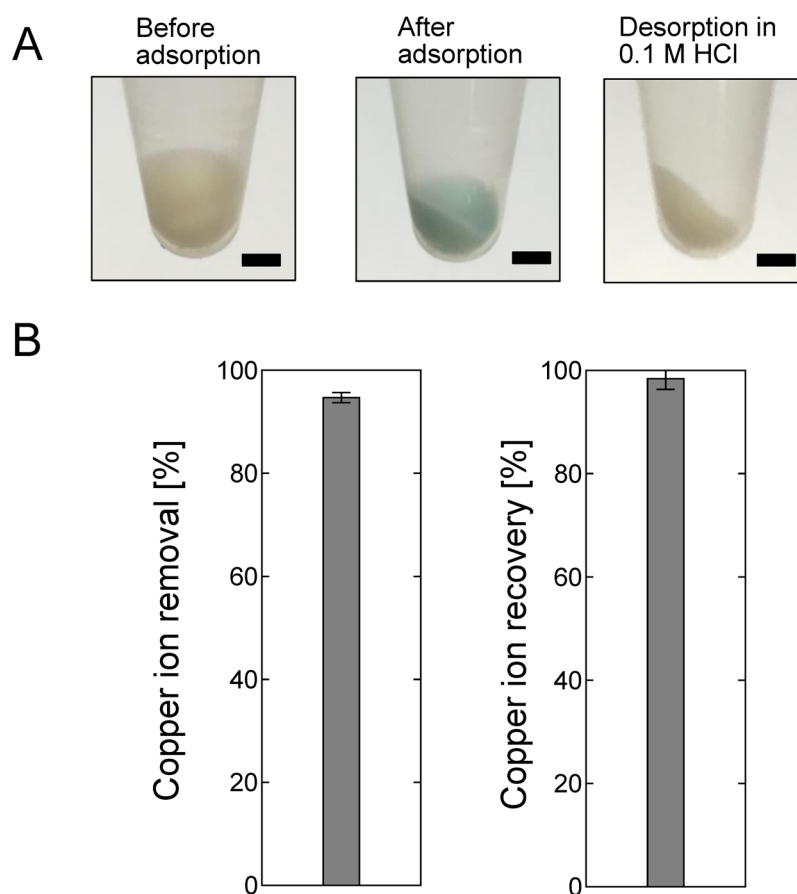 A
Before
adsorption
After
adsorption
Desorption in
0.1 M HCl
B
Copper ion removal [%]
100
80
60
40
20
0
Copper ion recovery [%]
100
80
60
40
20
0